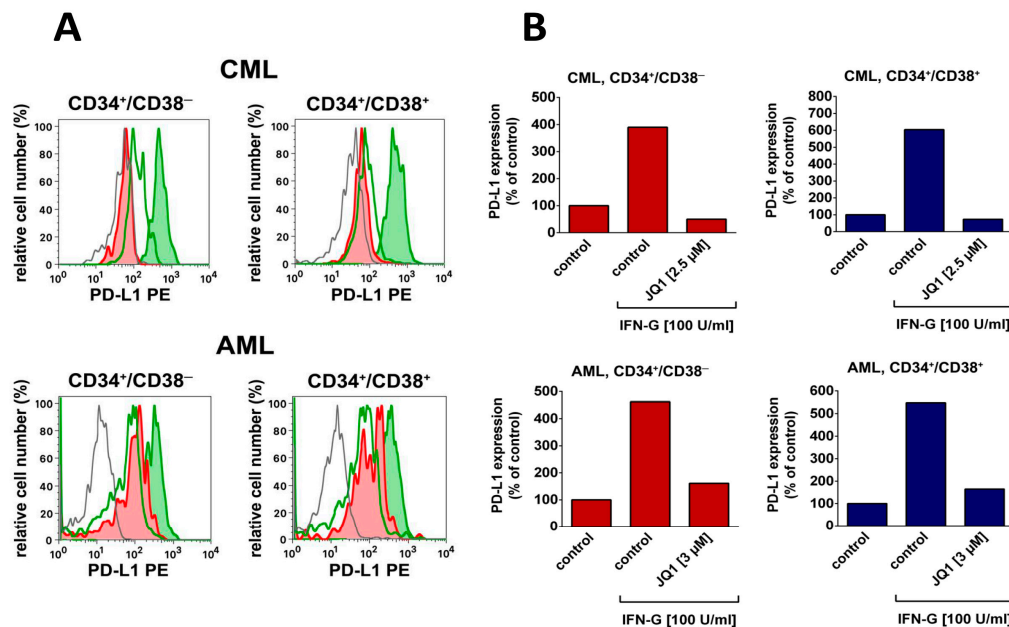 A
B
CML
CD34⁺/CD38⁻
CD34⁺/CD38⁺
relative cell number (%)
100
80
60
40
20
0
10⁰ 10¹ 10² 10³ 10⁴
PD-L1 PE
relative cell number (%)
100
80
60
40
20
0
10⁰ 10¹ 10² 10³ 10⁴
PD-L1 PE
AML
CD34⁺/CD38⁻
CD34⁺/CD38⁺
relative cell number (%)
100
80
60
40
20
0
10⁰ 10¹ 10² 10³ 10⁴
PD-L1 PE
relative cell number (%)
100
80
60
40
20
0
10⁰ 10¹ 10² 10³ 10⁴
PD-L1 PE
CML, CD34⁺/CD38⁻
PD-L1 expression
(% of control)
500
400
300
200
100
0
control
control
JQ1 [2.5 µM]
IFN-G [100 U/ml]
CML, CD34⁺/CD38⁺
PD-L1 expression
(% of control)
800
700
600
500
400
300
200
100
0
control
control
JQ1 [2.5 µM]
IFN-G [100 U/ml]
AML, CD34⁺/CD38⁻
PD-L1 expression
(% of control)
500
400
300
200
100
0
control
control
JQ1 [3 µM]
IFN-G [100 U/ml]
AML, CD34⁺/CD38⁺
PD-L1 expression
(% of control)
600
500
400
300
200
100
0
control
control
JQ1 [3 µM]
IFN-G [100 U/ml]